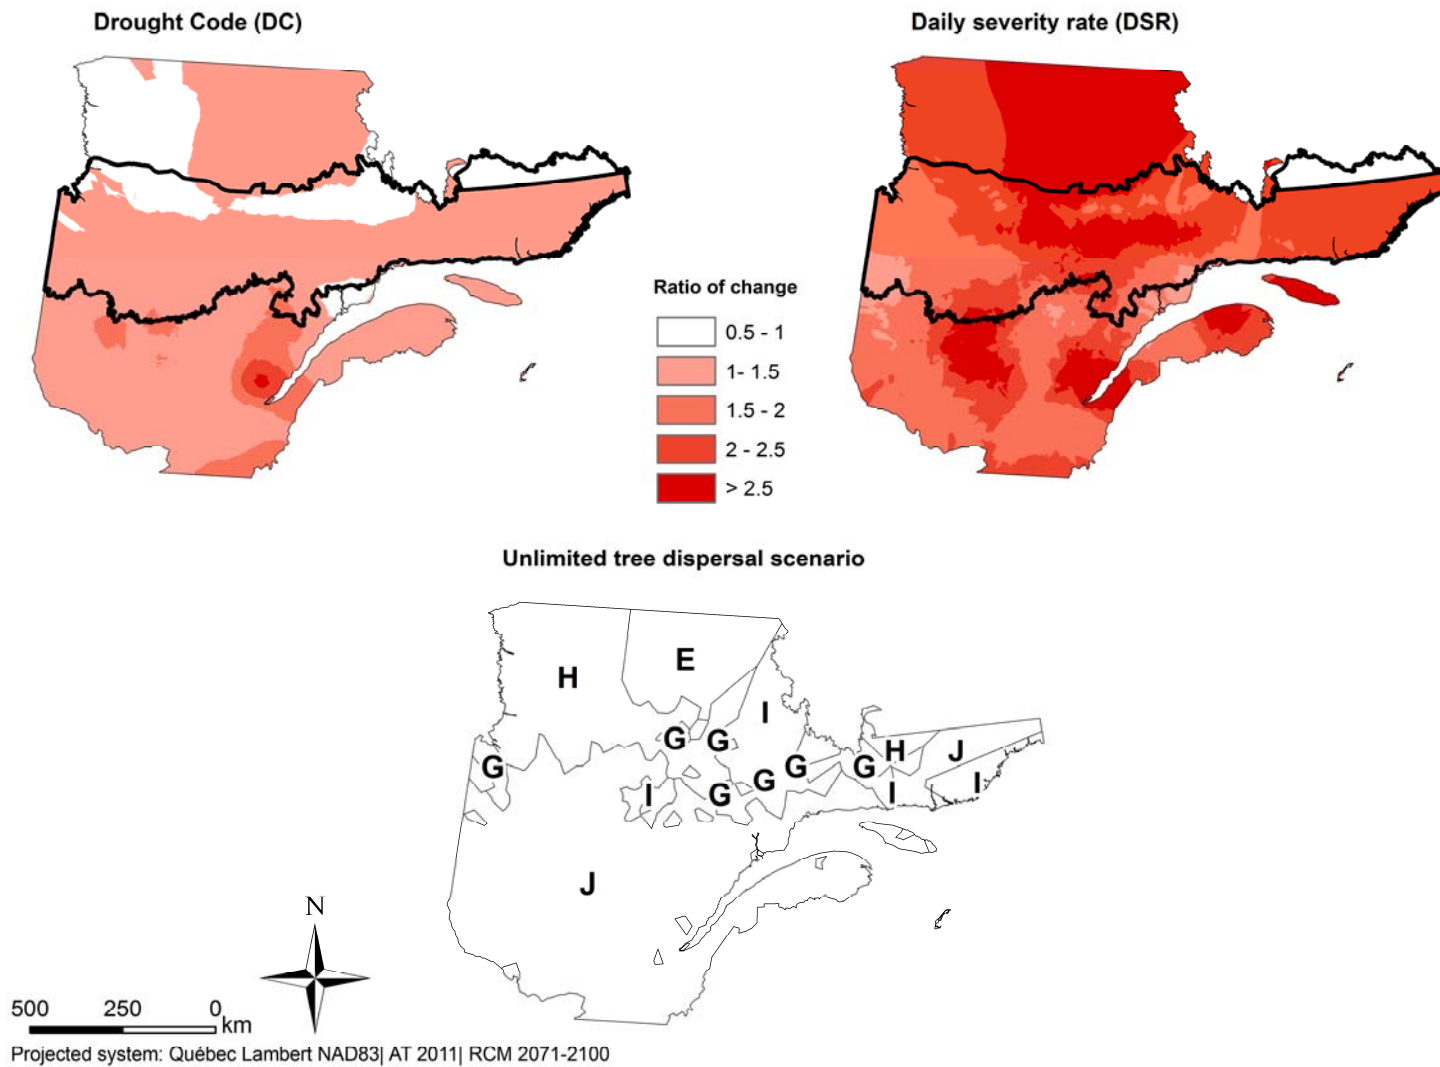 Drought Code (DC)
Daily severity rate (DSR)
Ratio of change
0.5 - 1
1- 1.5
1.5 - 2
2 - 2.5
> 2.5
Unlimited tree dispersal scenario
E
H
I
G G
H J
G
G G
G
I G
I I
J
N
500 250 0
km
Projected system: Québec Lambert NAD83| AT 2011| RCM 2071-2100